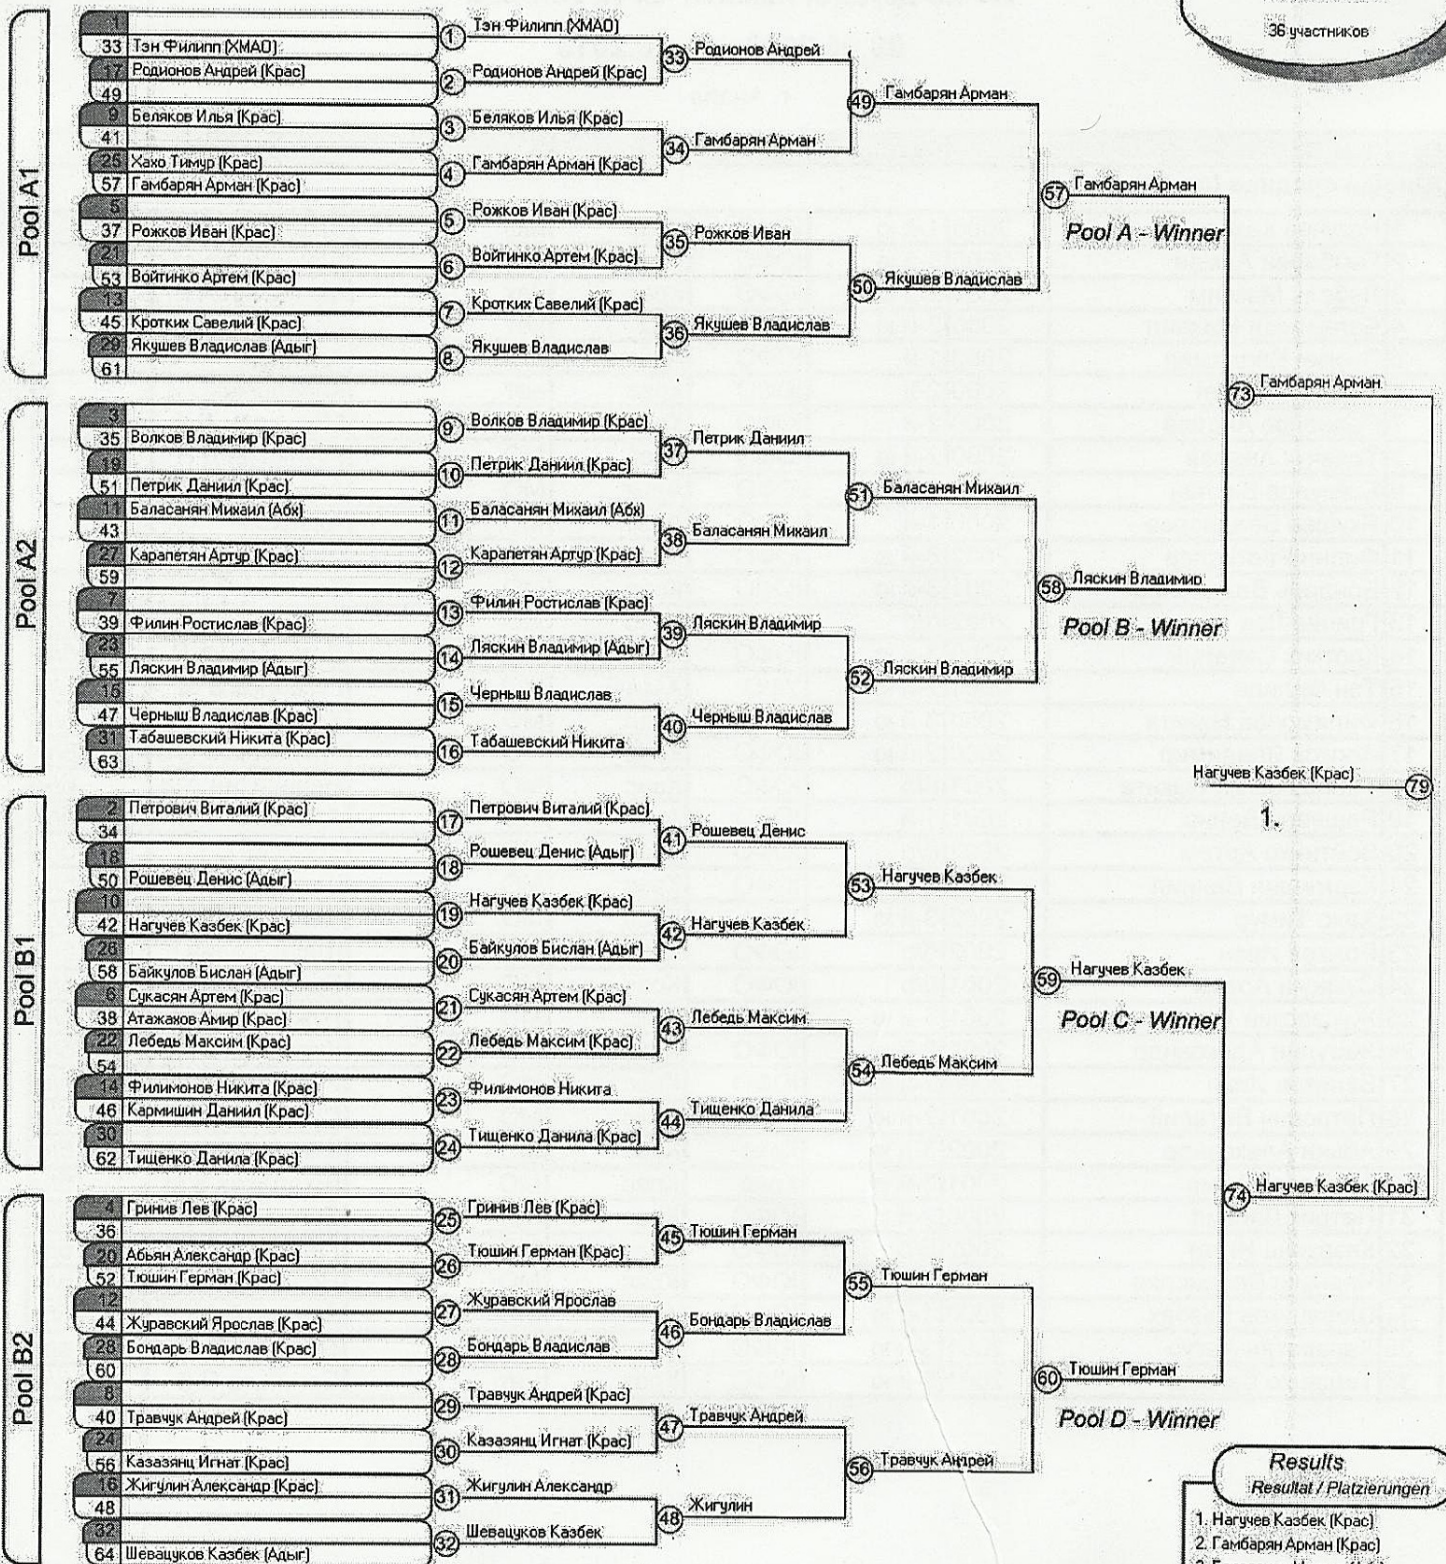 36 участников
Pool A1
1
33 Тэн Филипп (ХМАО)
17 Родионов Андрей (Крас)
49
9 Беляков Илья (Крас)
41
25 Хахо Тимур (Крас)
57 Гамбарян Арман (Крас)
5
37 Рожков Иван (Крас)
21
53 Войтинко Артем (Крас)
13
45 Кротких Савелий (Крас)
29 Якушев Владислав (Адыг)
61
1 Тэн Филипп (ХМАО)
2 Родионов Андрей (Крас)
3 Беляков Илья (Крас)
4 Гамбарян Арман (Крас)
5 Рожков Иван (Крас)
6 Войтинко Артем (Крас)
7 Кротких Савелий (Крас)
8 Якушев Владислав
33 Родионов Андрей
34 Гамбарян Арман
35 Рожков Иван
36 Якушев Владислав
49 Гамбарян Арман
50 Якушев Владислав
57 Гамбарян Арман
Pool A - Winner
Pool A2
3
35 Волков Владимир (Крас)
19
51 Петрик Даниил (Крас)
11 Баласанян Михаил (Абх)
43
27 Карапетян Артур (Крас)
59
7
39 Филин Ростислав (Крас)
23
55 Ляскин Владимир (Адыг)
15
47 Черныш Владислав (Крас)
31 Табашевский Никита (Крас)
63
9 Волков Владимир (Крас)
10 Петрик Даниил (Крас)
11 Баласанян Михаил (Абх)
12 Карапетян Артур (Крас)
13 Филин Ростислав (Крас)
14 Ляскин Владимир (Адыг)
15 Черныш Владислав
16 Табашевский Никита
37 Петрик Даниил
38 Баласанян Михаил
39 Ляскин Владимир
40 Черныш Владислав
51 Баласанян Михаил
52 Ляскин Владимир
58 Ляскин Владимир
Pool B - Winner
73 Гамбарян Арман
Нагучев Казбек (Крас) 79
1.
Pool B1
2 Петрович Виталий (Крас)
34
18
50 Рошевец Денис (Адыг)
10
42 Нагучев Казбек (Крас)
26
58 Байкулов Бислан (Адыг)
6 Сукасян Артем (Крас)
38 Атажахов Амир (Крас)
22 Лебедь Максим (Крас)
54
14 Филимонов Никита (Крас)
46 Кармишин Даниил (Крас)
30
62 Тищенко Данила (Крас)
17 Петрович Виталий (Крас)
18 Рошевец Денис (Адыг)
19 Нагучев Казбек (Крас)
20 Байкулов Бислан (Адыг)
21 Сукасян Артем (Крас)
22 Лебедь Максим (Крас)
23 Филимонов Никита
24 Тищенко Данила (Крас)
41 Рошевец Денис
42 Нагучев Казбек
43 Лебедь Максим
44 Тищенко Данила
53 Нагучев Казбек
54 Лебедь Максим
59 Нагучев Казбек
Pool C - Winner
Pool B2
4 Гринив Лев (Крас)
36
20 Абьян Александр (Крас)
52 Тюшин Герман (Крас)
12
44 Журавский Ярослав (Крас)
28 Бондарь Владислав (Крас)
60
8
40 Травчук Андрей (Крас)
24
56 Казазянц Игнат (Крас)
16 Жигулин Александр (Крас)
48
32
64 Шевацуков Казбек (Адыг)
25 Гринив Лев (Крас)
26 Тюшин Герман (Крас)
27 Журавский Ярослав
28 Бондарь Владислав
29 Травчук Андрей (Крас)
30 Казазянц Игнат (Крас)
31 Жигулин Александр
32 Шевацуков Казбек
45 Тюшин Герман
46 Бондарь Владислав
47 Травчук Андрей
48 Жигулин
55 Тюшин Герман
56 Травчук Андрей
60 Тюшин Герман
Pool D - Winner
74 Нагучев Казбек (Крас)
Results
Resultat / Platzierungen
1. Нагучев Казбек (Крас)
2. Гамбарян Арман (Крас)